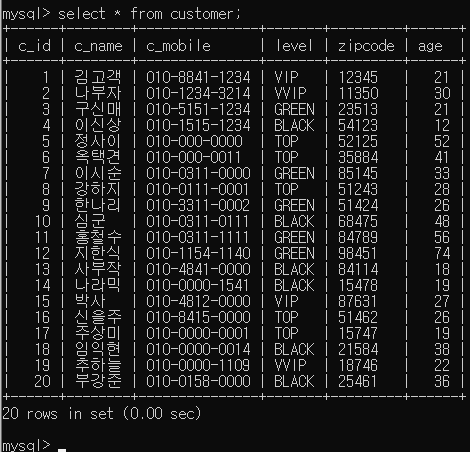 mysql> select * from customer;
+------+--------+---------------+-------+---------+------+
| c_id | c_name | c_mobile | level | zipcode | age |
+------+--------+---------------+-------+---------+------+
| 1 | 김고객 | 010-8841-1234 | VIP | 12345 | 21 |
| 2 | 나부자 | 010-1234-3214 | VVIP | 11350 | 30 |
| 3 | 구신매 | 010-5151-1234 | GREEN | 23513 | 21 |
| 4 | 이신상 | 010-1515-1234 | BLACK | 54123 | 12 |
| 5 | 정사이 | 010-000-0000 | TOP | 52125 | 52 |
| 6 | 옥택견 | 010-000-0011 | TOP | 35884 | 41 |
| 7 | 이시순 | 010-0311-0000 | GREEN | 85145 | 33 |
| 8 | 강하지 | 010-0111-0001 | TOP | 51243 | 28 |
| 9 | 한나리 | 010-3311-0002 | GREEN | 51424 | 26 |
| 10 | 심군 | 010-0311-0111 | BLACK | 68475 | 48 |
| 11 | 홍철수 | 010-0311-1111 | GREEN | 84789 | 56 |
| 12 | 지한식 | 010-1154-1140 | GREEN | 98451 | 74 |
| 13 | 사부작 | 010-4841-0000 | BLACK | 84114 | 18 |
| 14 | 나라믹 | 010-0000-1541 | BLACK | 15478 | 19 |
| 15 | 박사 | 010-4812-0000 | VIP | 87631 | 27 |
| 16 | 신을주 | 010-8415-0000 | TOP | 51462 | 26 |
| 17 | 주상미 | 010-0000-0001 | TOP | 15747 | 19 |
| 18 | 임익현 | 010-0000-0014 | BLACK | 21584 | 38 |
| 19 | 추하늘 | 010-0000-1109 | VVIP | 18746 | 22 |
| 20 | 부강준 | 010-0158-0000 | BLACK | 25461 | 36 |
+------+--------+---------------+-------+---------+------+
20 rows in set (0.00 sec)
mysql>